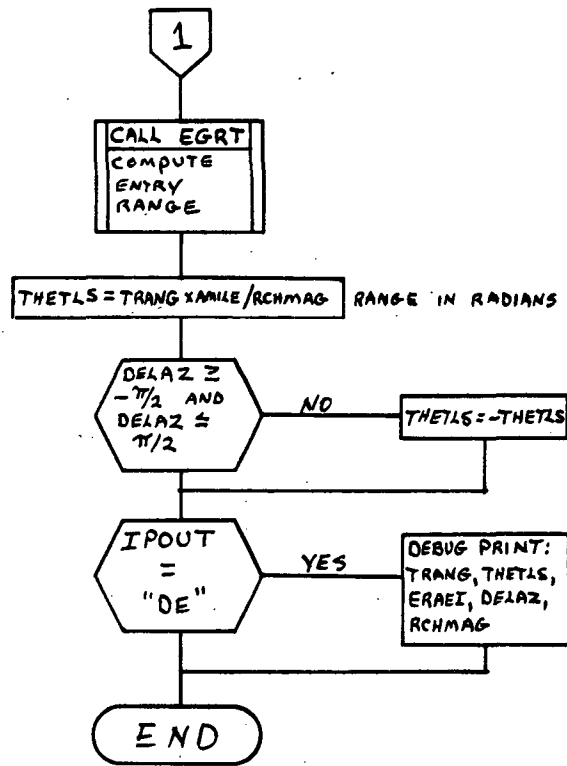 1
CALL EGRT
COMPUTE
ENTRY
RANGE
THETLS = TRANG X AMILE/RCHMAG RANGE IN RADIANS
DELAZ ≥
-π/2 AND
DELAZ ≤
π/2
NO
THETLS=-THETLS
IPOUT
=
"DE"
YES
DEBUG PRINT:
TRANG, THETLS,
ERAEI, DELAZ,
RCHMAG
END